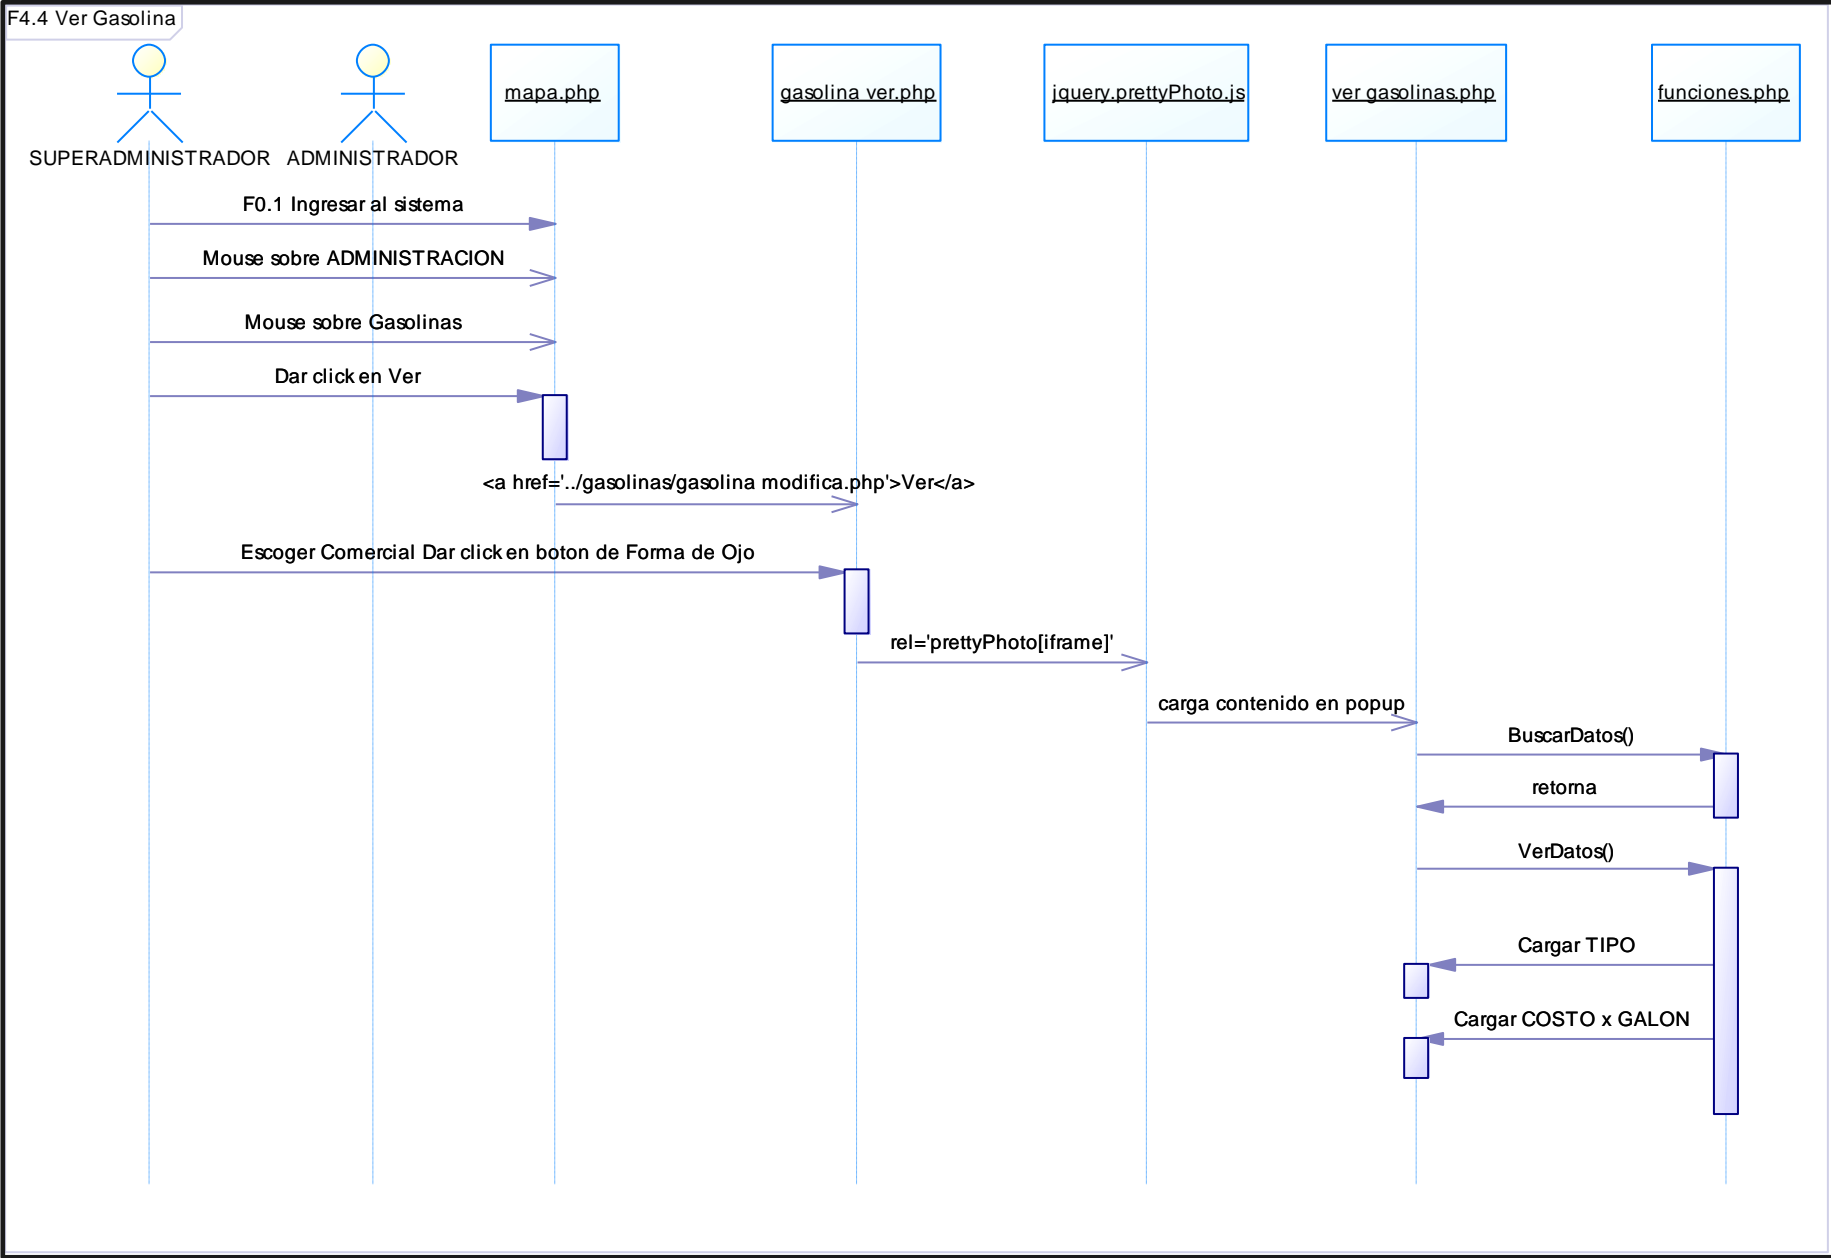 F4.4 Ver Gasolina
SUPERADMINISTRADOR
ADMINISTRADOR
mapa.php
gasolina ver.php
jquery.prettyPhoto.js
ver gasolinas.php
funciones.php
F0.1 Ingresar al sistema
Mouse sobre ADMINISTRACION
Mouse sobre Gasolinas
Dar click en Ver
<a href='../gasolinas/gasolina modifica.php'>Ver</a>
Escoger Comercial Dar click en boton de Forma de Ojo
rel='prettyPhoto[iframe]'
carga contenido en popup
BuscarDatos()
retorna
VerDatos()
Cargar TIPO
Cargar COSTO x GALON